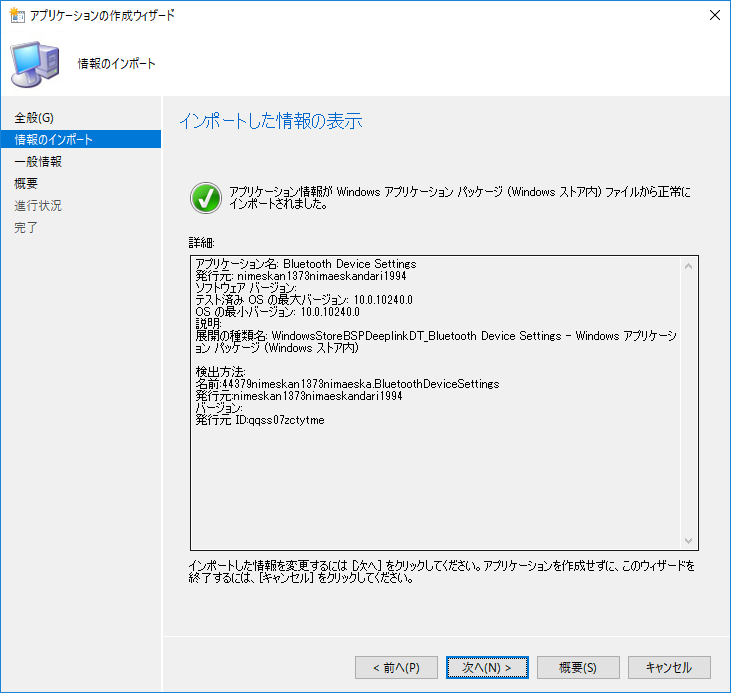 アプリケーションの作成ウィザード
情報のインポート
全般(G)
情報のインポート
一般情報
概要
進行状況
完了
インポートした情報の表示
アプリケーション情報が Windows アプリケーション パッケージ (Windows ストア内) ファイルから正常に
インポートされました。
詳細:
アプリケーション名: Bluetooth Device Settings
発行元: nimeskan1373nimaeskandari1994
ソフトウェア バージョン:
テスト済み OS の最大バージョン: 10.0.10240.0
OS の最小バージョン: 10.0.10240.0
説明:
展開の種類名: WindowsStoreBSPDeeplinkDT_Bluetooth Device Settings - Windows アプリケーシ
ョン パッケージ (Windows ストア内)
検出方法:
名前:44379nimeskan1373nimaeska.BluetoothDeviceSettings
発行元:nimeskan1373nimaeskandari1994
バージョン:
発行元 ID:qqss07zctytme
インポートした情報を変更するには [次へ] をクリックしてください。アプリケーションを作成せずに、このウィザードを
終了するには、[キャンセル] をクリックしてください。
< 前へ(P)
次へ(N) >
概要(S)
キャンセル